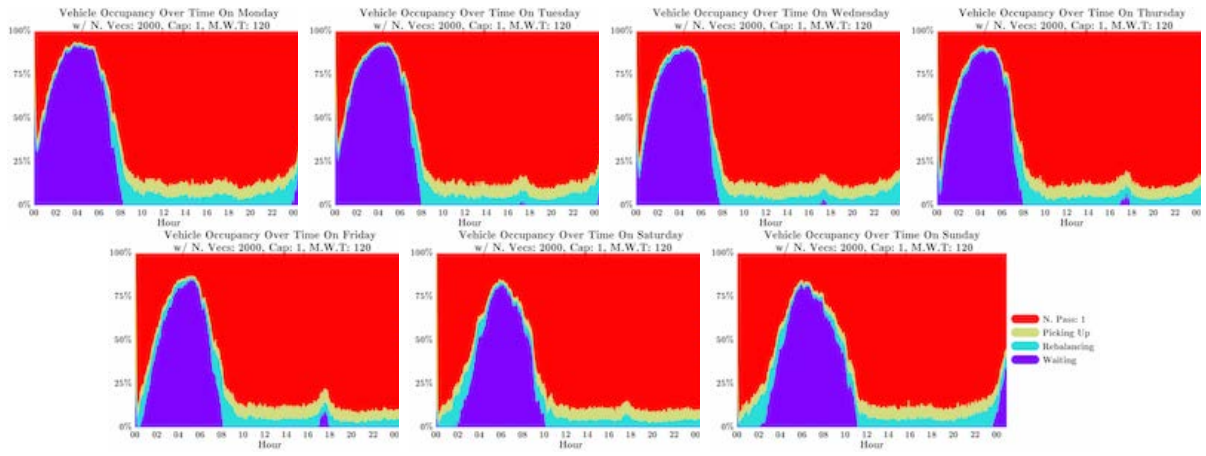 Vehicle Occupancy Over Time On Monday
w/ N. Vecs: 2000, Cap: 1, M.W.T: 120
Vehicle Occupancy Over Time On Tuesday
w/ N. Vecs: 2000, Cap: 1, M.W.T: 120
Vehicle Occupancy Over Time On Wednesday
w/ N. Vecs: 2000, Cap: 1, M.W.T: 120
Vehicle Occupancy Over Time On Thursday
w/ N. Vecs: 2000, Cap: 1, M.W.T: 120
100% 100% 100% 100%
75% 75% 75% 75%
50% 50% 50% 50%
25% 25% 25% 25%
0% 0% 0% 0%
00 02 04 06 08 10 12 14 16 18 20 22 00
00 02 04 06 08 10 12 14 16 18 20 22 00
00 02 04 06 08 10 12 14 16 18 20 22 00
00 02 04 06 08 10 12 14 16 18 20 22 00
Hour Hour Hour Hour
Vehicle Occupancy Over Time On Friday
w/ N. Vecs: 2000, Cap: 1, M.W.T: 120
Vehicle Occupancy Over Time On Saturday
w/ N. Vecs: 2000, Cap: 1, M.W.T: 120
Vehicle Occupancy Over Time On Sunday
w/ N. Vecs: 2000, Cap: 1, M.W.T: 120
100% 100% 100%
75% 75% 75%
50% 50% 50%
25% 25% 25%
0% 0% 0%
00 02 04 06 08 10 12 14 16 18 20 22 00
00 02 04 06 08 10 12 14 16 18 20 22 00
00 02 04 06 08 10 12 14 16 18 20 22 00
Hour Hour Hour
N. Pass: 1
Picking Up
Rebalancing
Waiting